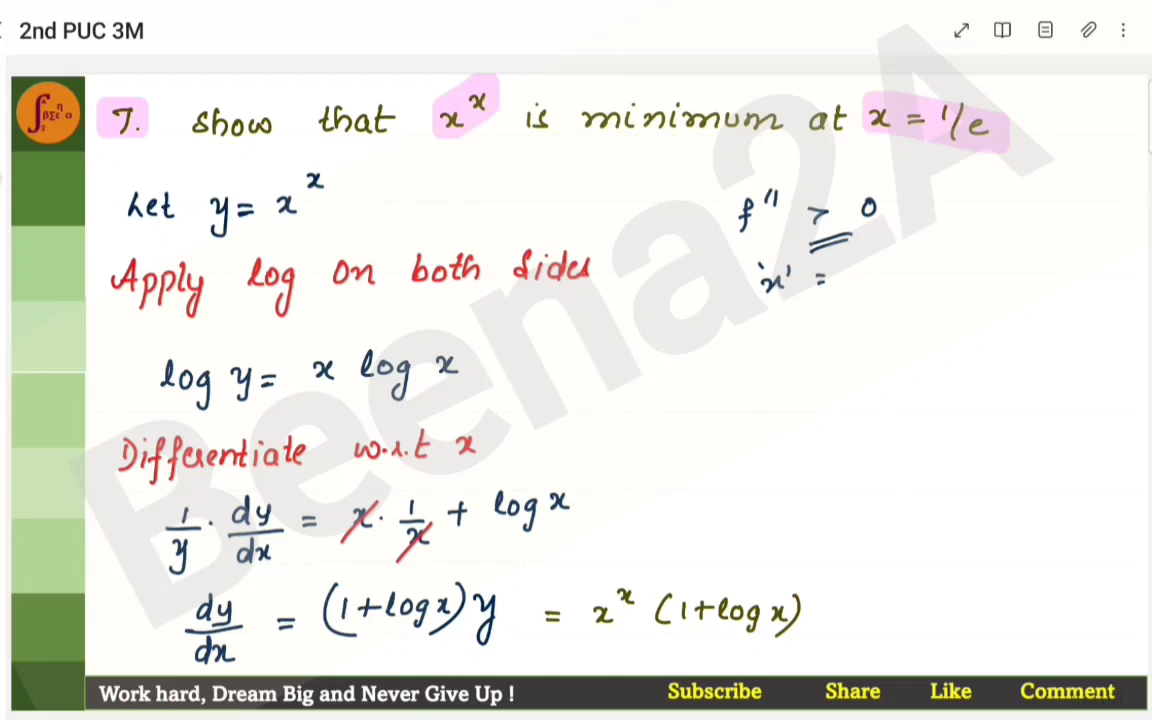 2nd PUC 3M
7. show that x^x is minimum at x = 1/e
Let y = x^x
f'' > 0
Apply log on both sides
'x' =
log y = x log x
Differentiate w.r.t x
1/y . dy/dx = x . 1/x + log x
dy/dx = (1+log x) y = x^x (1+log x)
Work hard, Dream Big and Never Give Up ! Subscribe Share Like Comment
Beena2A